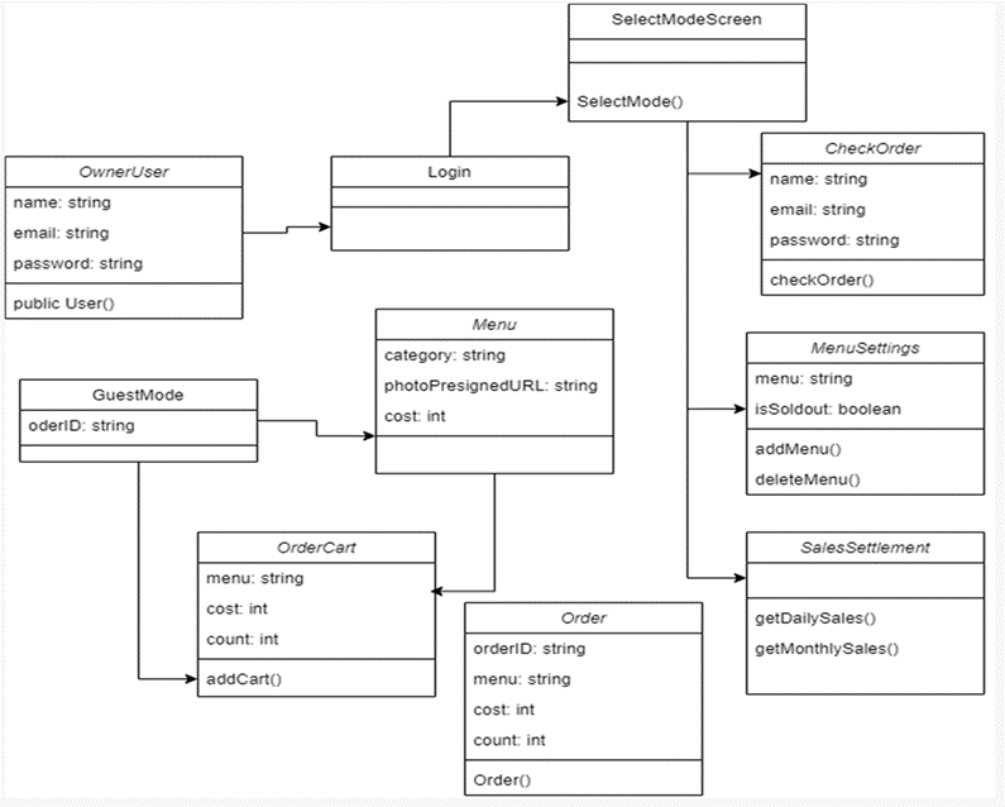 SelectModeScreen
SelectMode()
OwnerUser
name: string
email: string
password: string
public User()
Login
CheckOrder
name: string
email: string
password: string
checkOrder()
Menu
category: string
photoPresignedURL: string
cost: int
MenuSettings
menu: string
isSoldout: boolean
addMenu()
deleteMenu()
GuestMode
oderID: string
OrderCart
menu: string
cost: int
count: int
addCart()
Order
orderID: string
menu: string
cost: int
count: int
Order()
SalesSettlement
getDailySales()
getMonthlySales()